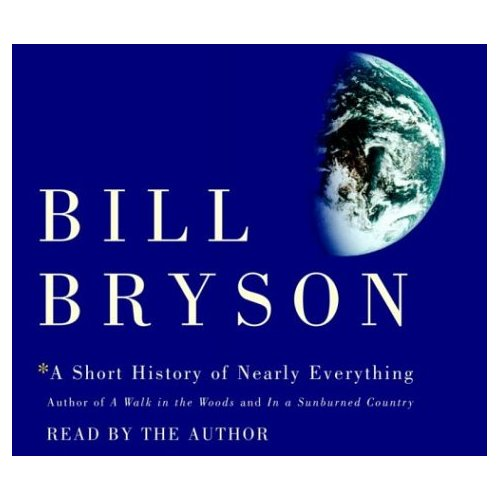 BILL
BRYSON
*A Short History of Nearly Everything
Author of A Walk in the Woods and In a Sunburned Country
READ BY THE AUTHOR